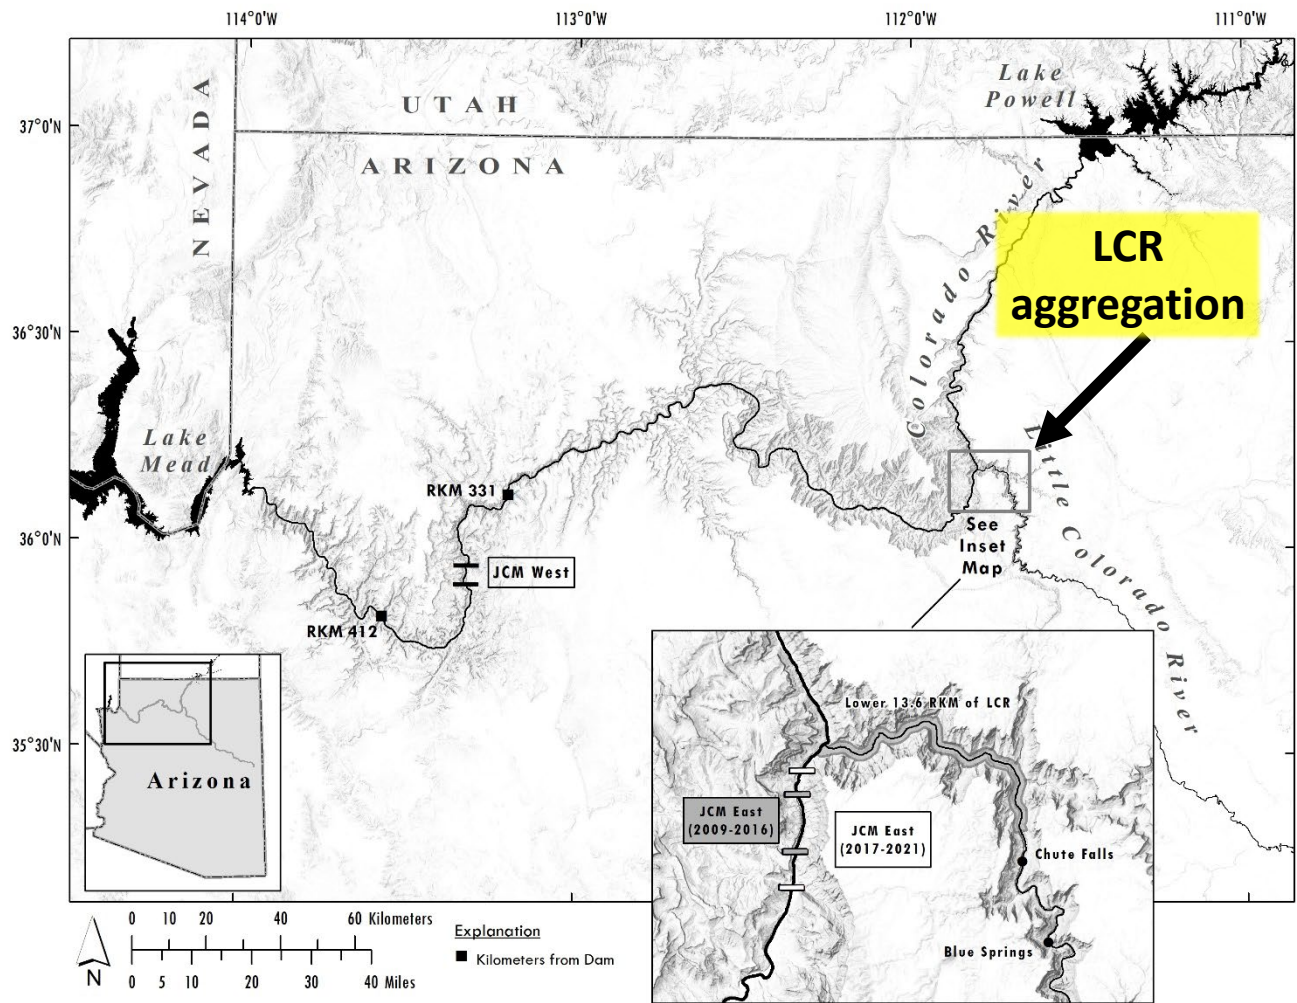 114°0'W
113°0'W
112°0'W
111°0'W
37°0'N
36°30'N
36°0'N
35°30'N
NEVADA
UTAH
ARIZONA
Lake
Powell
Colorado River
LCR
aggregation
Lake
Mead
RKM 331
JCM West
RKM 412
Little Colorado River
See
Inset
Map
Arizona
Lower 13.6 RKM of LCR
JCM East
(2009-2016)
JCM East
(2017-2021)
Chute Falls
Blue Springs
N
0 10 20 40 60 Kilometers
0 5 10 20 30 40 Miles
Explanation
Kilometers from Dam